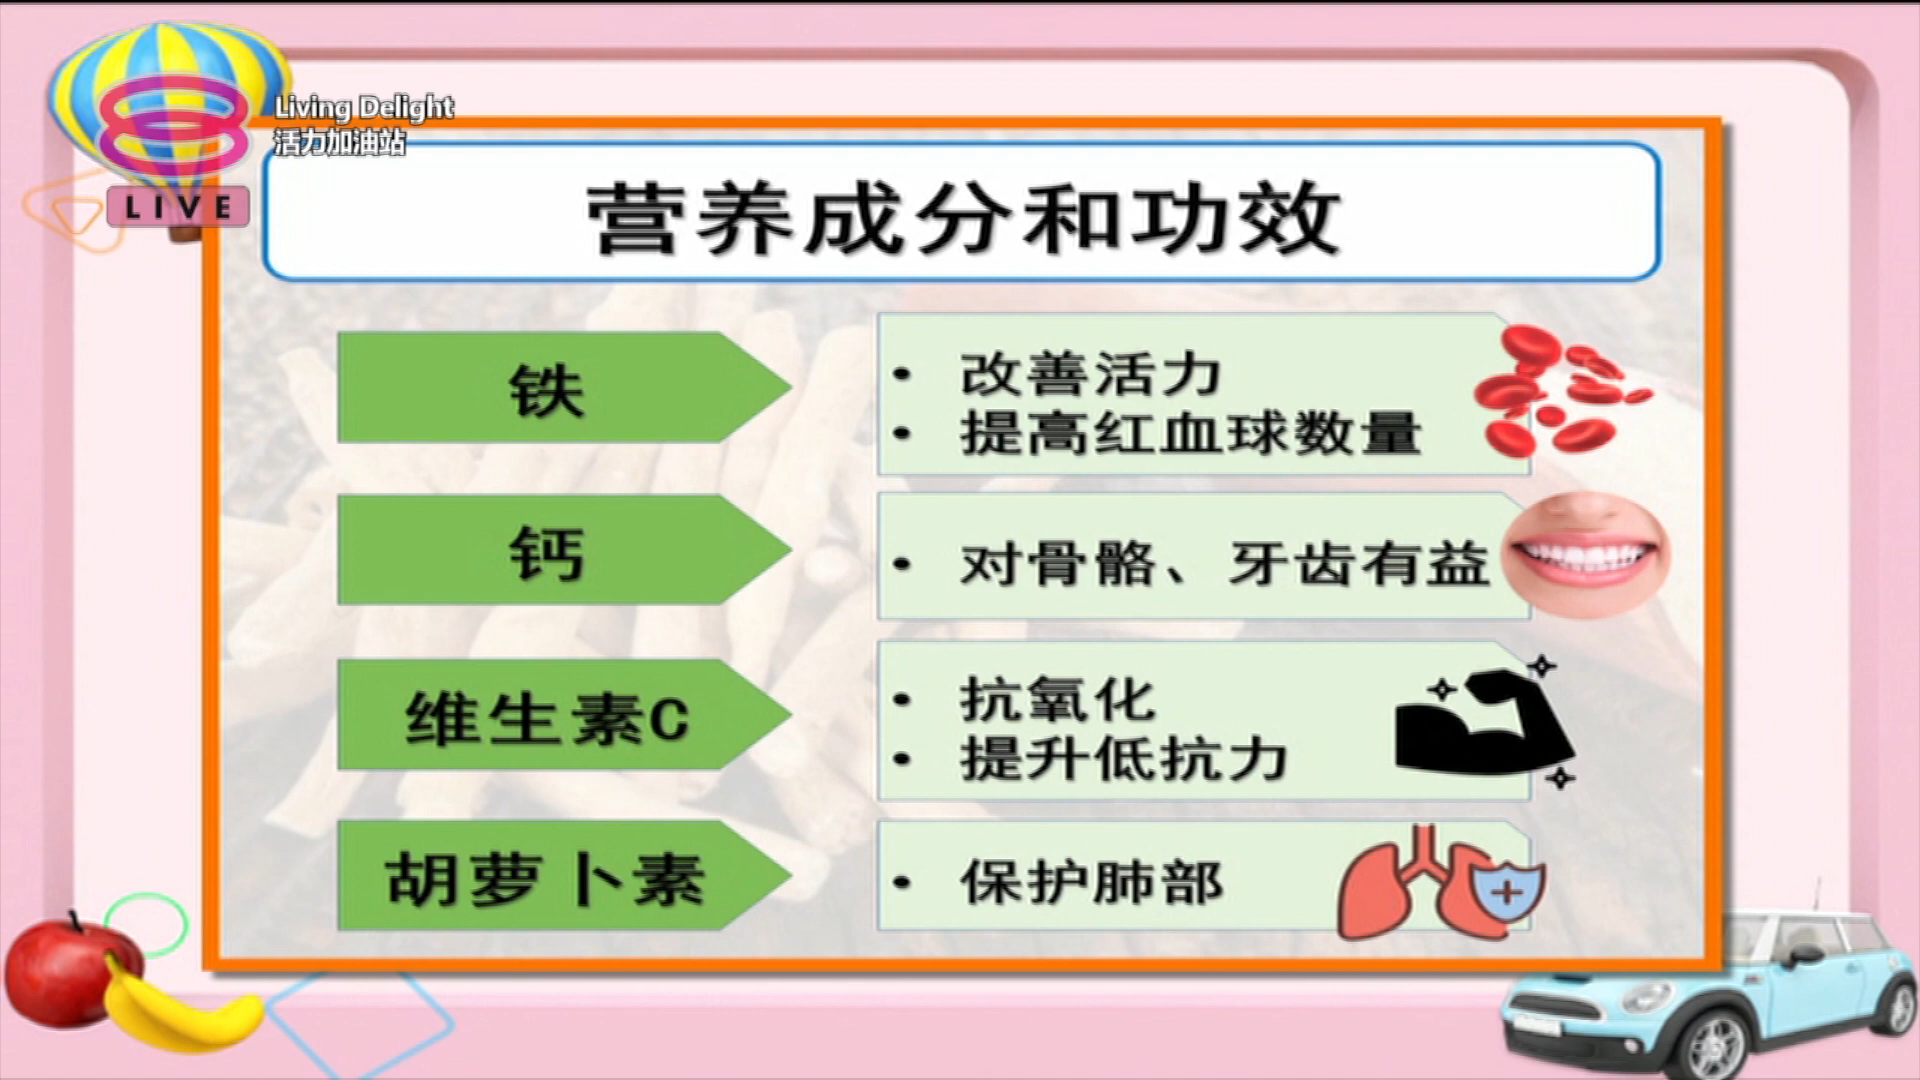 Living Delight
活力加油站
LIVE
营养成分和功效
铁
• 改善活力
• 提高红血球数量
钙
• 对骨骼、牙齿有益
维生素C
• 抗氧化
• 提升低抗力
胡萝卜素
• 保护肺部